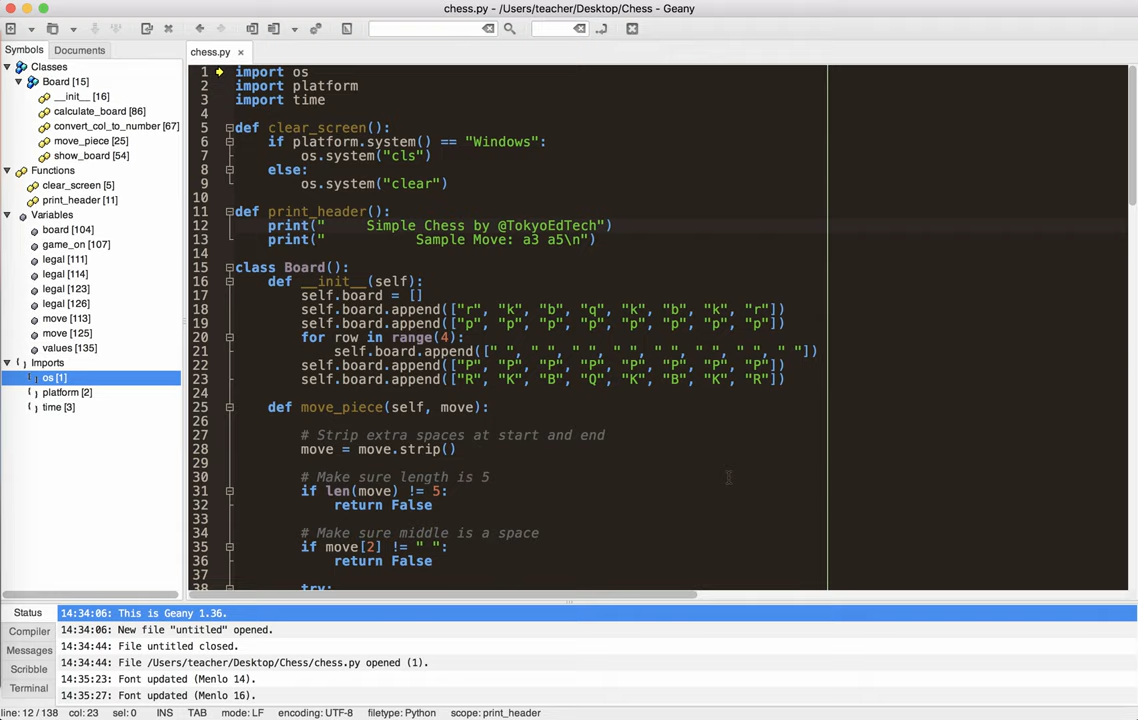 chess.py - /Users/teacher/Desktop/Chess - Geany
Symbols Documents
Classes
Board [15]
__init__ [16]
calculate_board [86]
convert_col_to_number [67]
move_piece [25]
show_board [54]
Functions
clear_screen [5]
print_header [11]
Variables
board [104]
game_on [107]
legal [111]
legal [114]
legal [123]
legal [126]
move [113]
move [125]
values [135]
Imports
os [1]
platform [2]
time [3]
chess.py
1 import os
2 import platform
3 import time
4
5 def clear_screen():
6     if platform.system() == "Windows":
7         os.system("cls")
8     else:
9         os.system("clear")
10
11 def print_header():
12     print("     Simple Chess by @TokyoEdTech")
13     print("           Sample Move: a3 a5\n")
14
15 class Board():
16     def __init__(self):
17         self.board = []
18         self.board.append(["r", "k", "b", "q", "k", "b", "k", "r"])
19         self.board.append(["p", "p", "p", "p", "p", "p", "p", "p"])
20         for row in range(4):
21             self.board.append([" ", " ", " ", " ", " ", " ", " ", " "])
22         self.board.append(["P", "P", "P", "P", "P", "P", "P", "P"])
23         self.board.append(["R", "K", "B", "Q", "K", "B", "K", "R"])
24
25     def move_piece(self, move):
26
27         # Strip extra spaces at start and end
28         move = move.strip()
29
30         # Make sure length is 5
31         if len(move) != 5:
32             return False
33
34         # Make sure middle is a space
35         if move[2] != " ":
36             return False
37
38         try:
Status
Compiler
Messages
Scribble
Terminal
14:34:06: This is Geany 1.36.
14:34:06: New file "untitled" opened.
14:34:44: File untitled closed.
14:34:44: File /Users/teacher/Desktop/Chess/chess.py opened (1).
14:35:23: Font updated (Menlo 14).
14:35:27: Font updated (Menlo 16).
line: 12 / 138 col: 23 sel: 0 INS TAB mode: LF encoding: UTF-8 filetype: Python scope: print_header